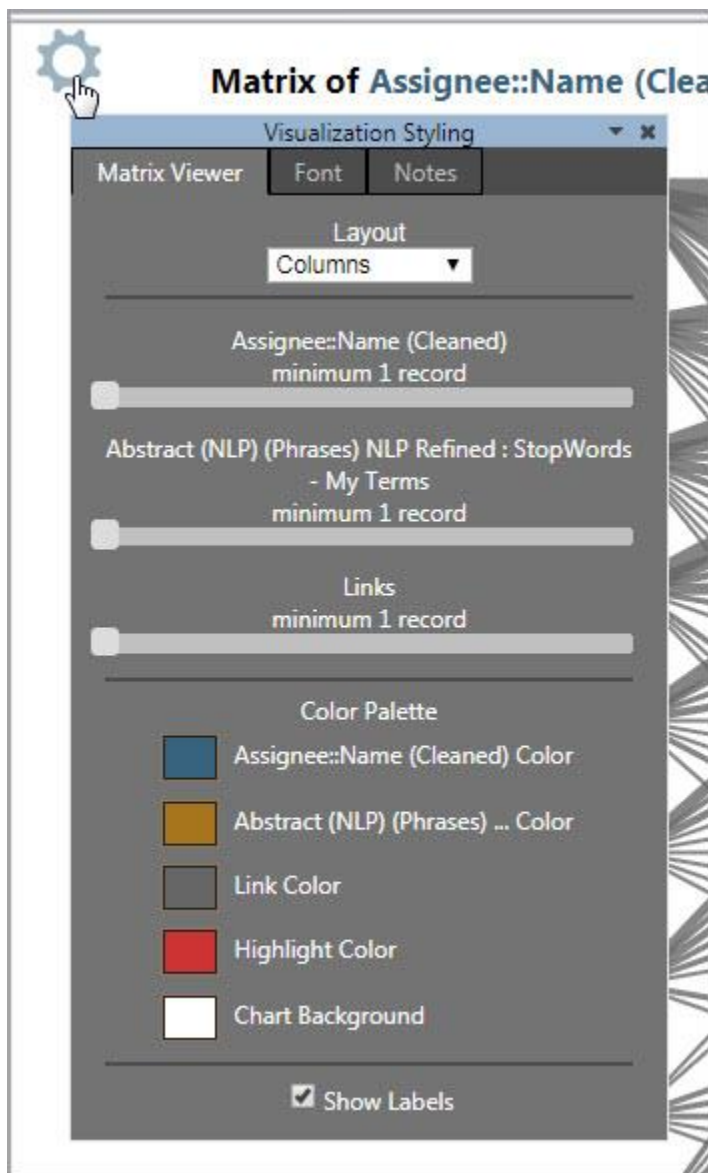 Matrix of Assignee::Name (Clea
Visualization Styling
Matrix Viewer Font Notes
Layout
Columns
Assignee::Name (Cleaned)
minimum 1 record
Abstract (NLP) (Phrases) NLP Refined : StopWords
- My Terms
minimum 1 record
Links
minimum 1 record
Color Palette
Assignee::Name (Cleaned) Color
Abstract (NLP) (Phrases) ... Color
Link Color
Highlight Color
Chart Background
Show Labels